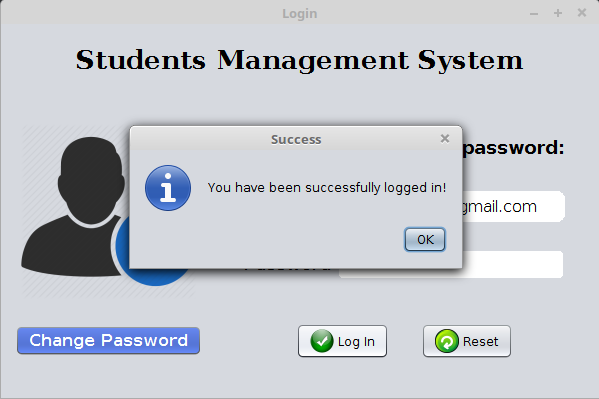 Login
Students Management System
Success
password:
You have been successfully logged in!
gmail.com
OK
Password
Change Password
Log In
Reset